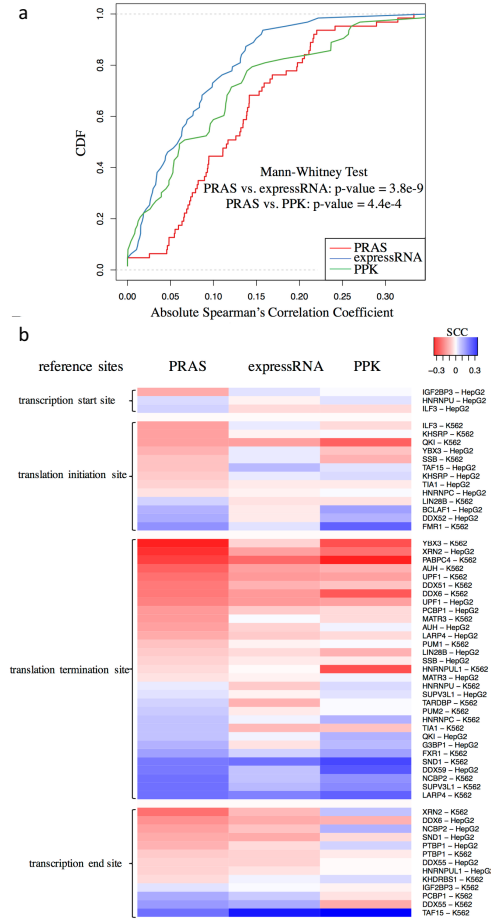 a
CDF
1.0
0.8
0.6
0.4
0.2
0.0
Mann-Whitney Test
PRAS vs. expressRNA: p-value = 3.8e-9
PRAS vs. PPK: p-value = 4.4e-4
PRAS
expressRNA
PPK
0.00 0.05 0.10 0.15 0.20 0.25 0.30
Absolute Spearman's Correlation Coefficient
b
SCC
-0.3 0 0.3
reference sites PRAS expressRNA PPK
transcription start site
IGF2BP3 – HepG2
HNRNPU – HepG2
ILF3 – HepG2
translation initiation site
ILF3 – K562
KHSRP – K562
QKI – K562
YBX3 – HepG2
SSB – K562
TAF15 – HepG2
KHSRP – HepG2
TIA1 – HepG2
HNRNPC – HepG2
LIN28B – K562
BCLAF1 – HepG2
DDX52 – HepG2
FMR1 – K562
translation termination site
YBX3 – K562
XRN2 – HepG2
PABPC4 – K562
AUH – K562
UPF1 – K562
DDX51 – K562
DDX6 – K562
UPF1 – HepG2
PCBP1 – HepG2
MATR3 – K562
AUH – HepG2
LARP4 – HepG2
PUM1 – K562
LIN28B – HepG2
SSB – HepG2
HNRNPUL1 – K562
MATR3 – HepG2
HNRNPU – K562
SUPV3L1 – HepG2
TARDBP – K562
PUM2 – K562
HNRNPC – K562
TIA1 – K562
QKI – HepG2
G3BP1 – HepG2
FXR1 – K562
SND1 – K562
DDX59 – HepG2
NCBP2 – K562
SUPV3L1 – K562
LARP4 – K562
transcription end site
XRN2 – K562
DDX6 – HepG2
NCBP2 – HepG2
SND1 – HepG2
PTBP1 – HepG2
PTBP1 – K562
DDX55 – HepG2
HNRNPUL1 – HepG2
KHDRBS1 – K562
IGF2BP3 – K562
PCBP1 – K562
DDX55 – K562
TAF15 – K562